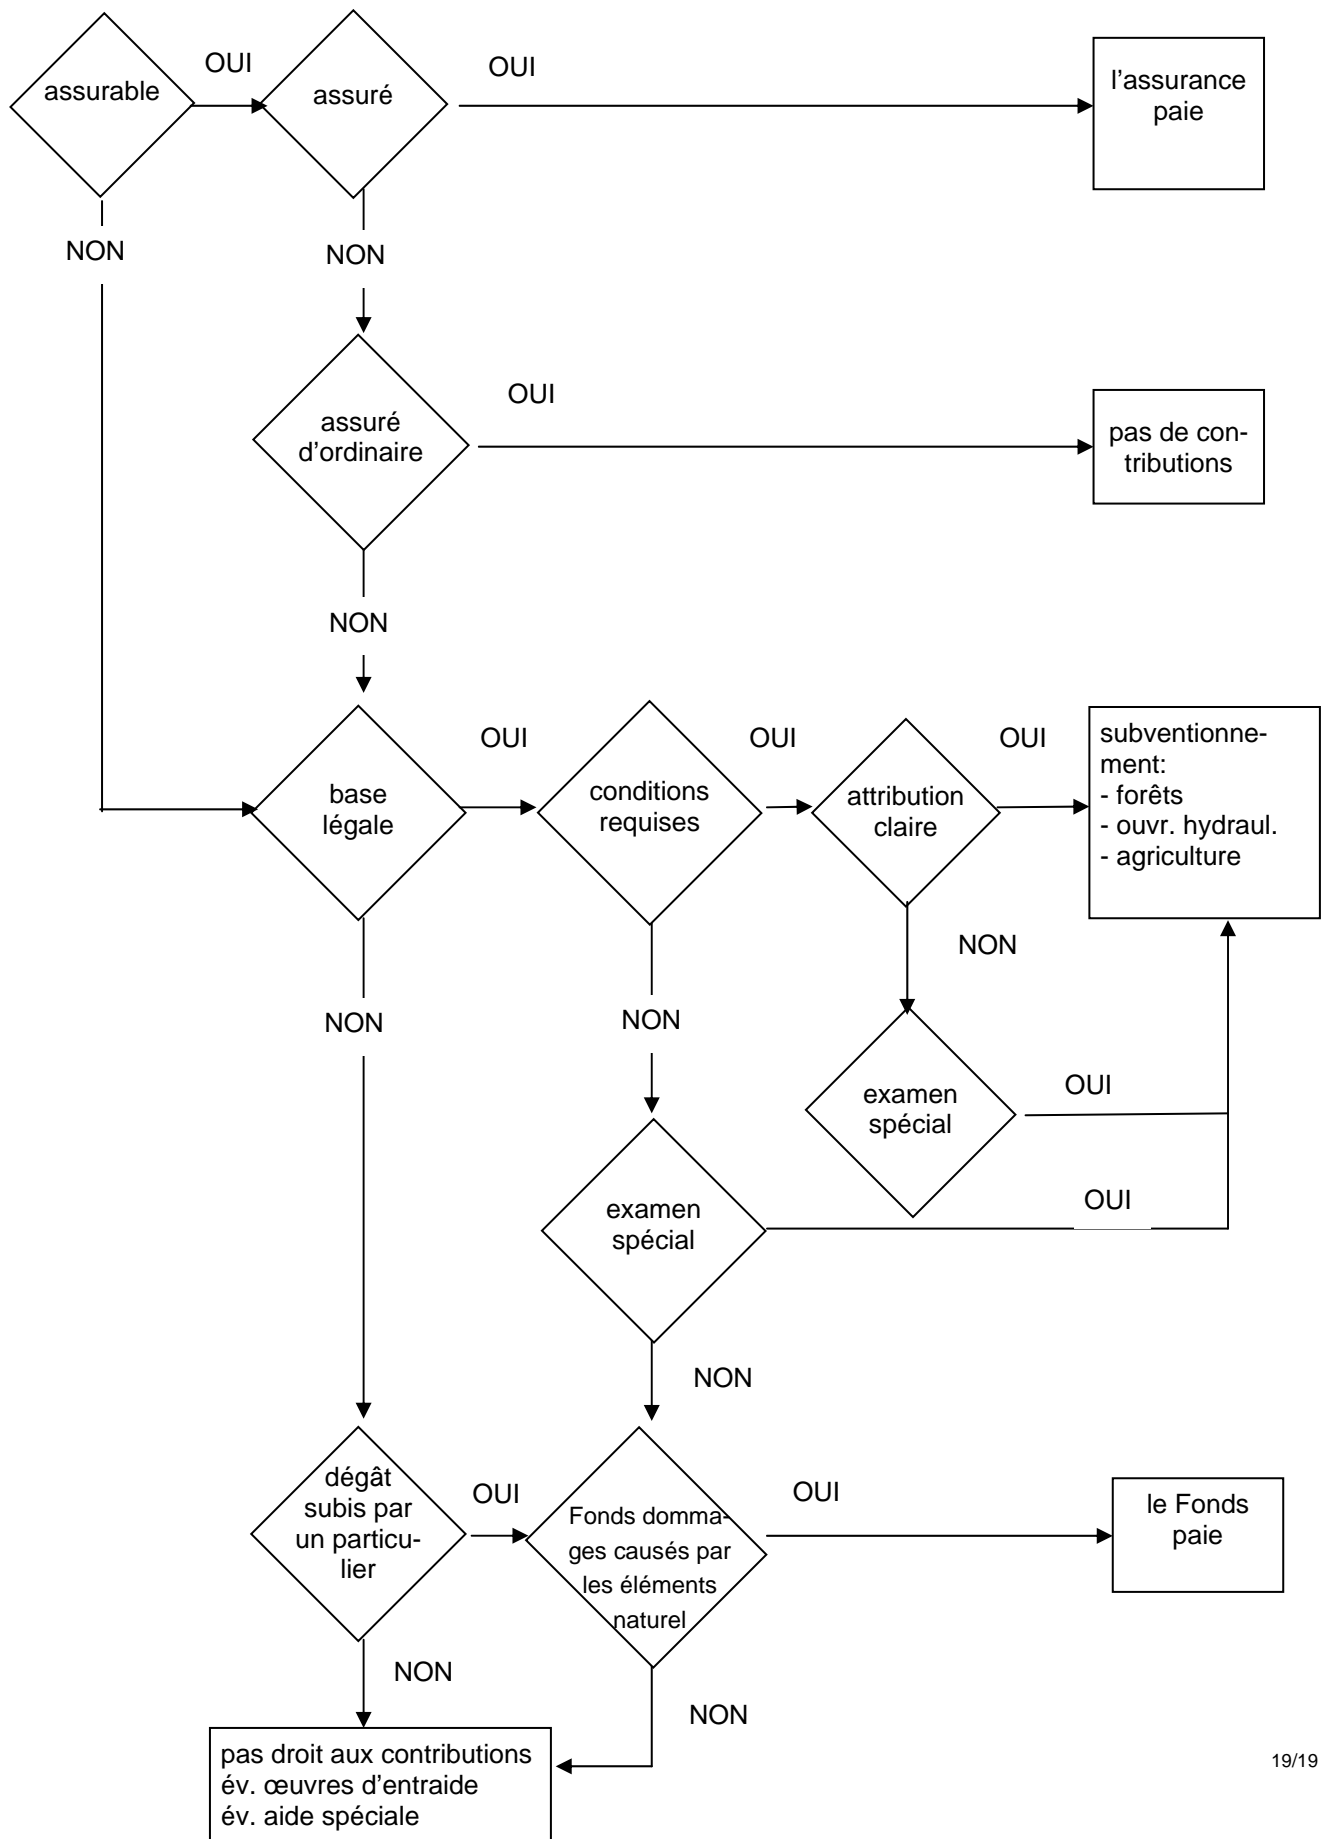 OUI
assurable
assuré
OUI
l'assurance
paie
NON
NON
OUI
assuré
d'ordinaire
pas de con-
tributions
NON
base
légale
OUI
conditions
requises
OUI
attribution
claire
OUI
subventionne-
ment:
- forêts
- ouvr. hydraul.
- agriculture
NON
NON
NON
examen
spécial
OUI
examen
spécial
OUI
NON
dégât
subis par
un particu-
lier
OUI
Fonds domma-
ges causés par
les éléments
naturel
OUI
le Fonds
paie
NON
NON
pas droit aux contributions
év. œuvres d'entraide
év. aide spéciale
19/19